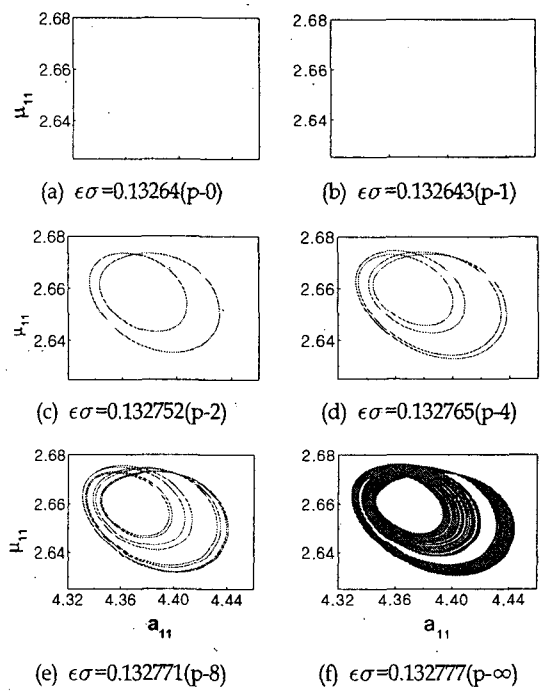 2.68
2.66
2.64
μ11
(a) εσ=0.13264(p-0)
2.68
2.66
2.64
(b) εσ=0.132643(p-1)
2.68
2.66
2.64
μ11
(c) εσ=0.132752(p-2)
2.68
2.66
2.64
(d) εσ=0.132765(p-4)
2.68
2.66
2.64
μ11
4.32 4.36 4.40 4.44
a11
(e) εσ=0.132771(p-8)
2.68
2.66
2.64
4.32 4.36 4.40 4.44
a11
(f) εσ=0.132777(p-∞)